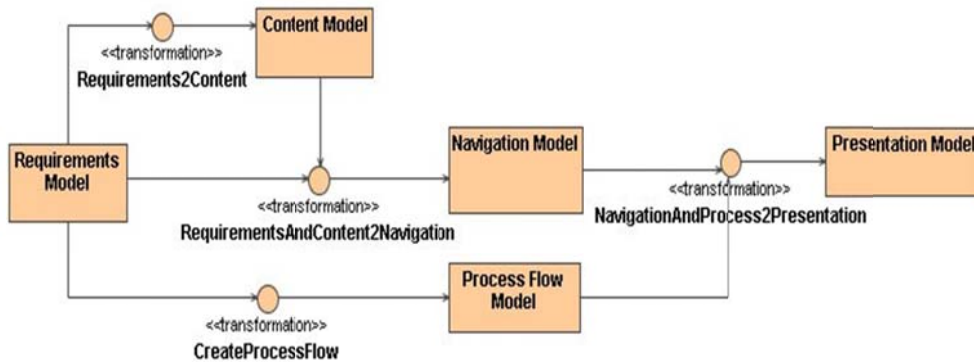 Content Model
<<transformation>>
Requirements2Content
Requirements
Model
Navigation Model
Presentation Model
<<transformation>>
RequirementsAndContent2Navigation
<<transformation>>
NavigationAndProcess2Presentation
Process Flow
Model
<<transformation>>
CreateProcessFlow